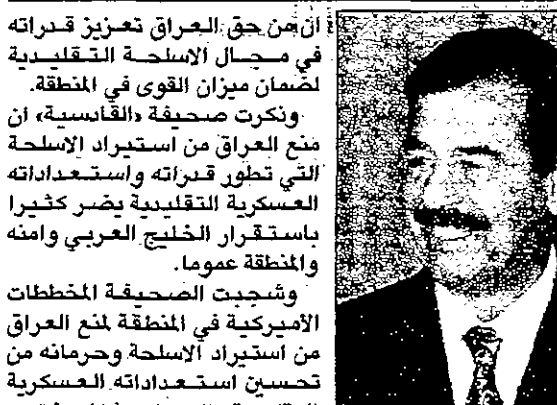 ان من حق العراق تعزيز قدراته
في مجال الاسلحة التقليدية
لضمان ميزان القوى في المنطقة.
وذكرت صحيفة «القادسية» ان
منع العراق من استيراد الاسلحة
التي تطور قدراته واستعداداته
العسكرية التقليدية يضر كثيرا
باستقرار الخليج العربي وامنه
والمنطقة عموما.
وشجبت الصحيفة المخططات
الاميركية في المنطقة لمنع العراق
من استيراد الاسلحة وحرمانه من
تحسين استعداداته العسكرية